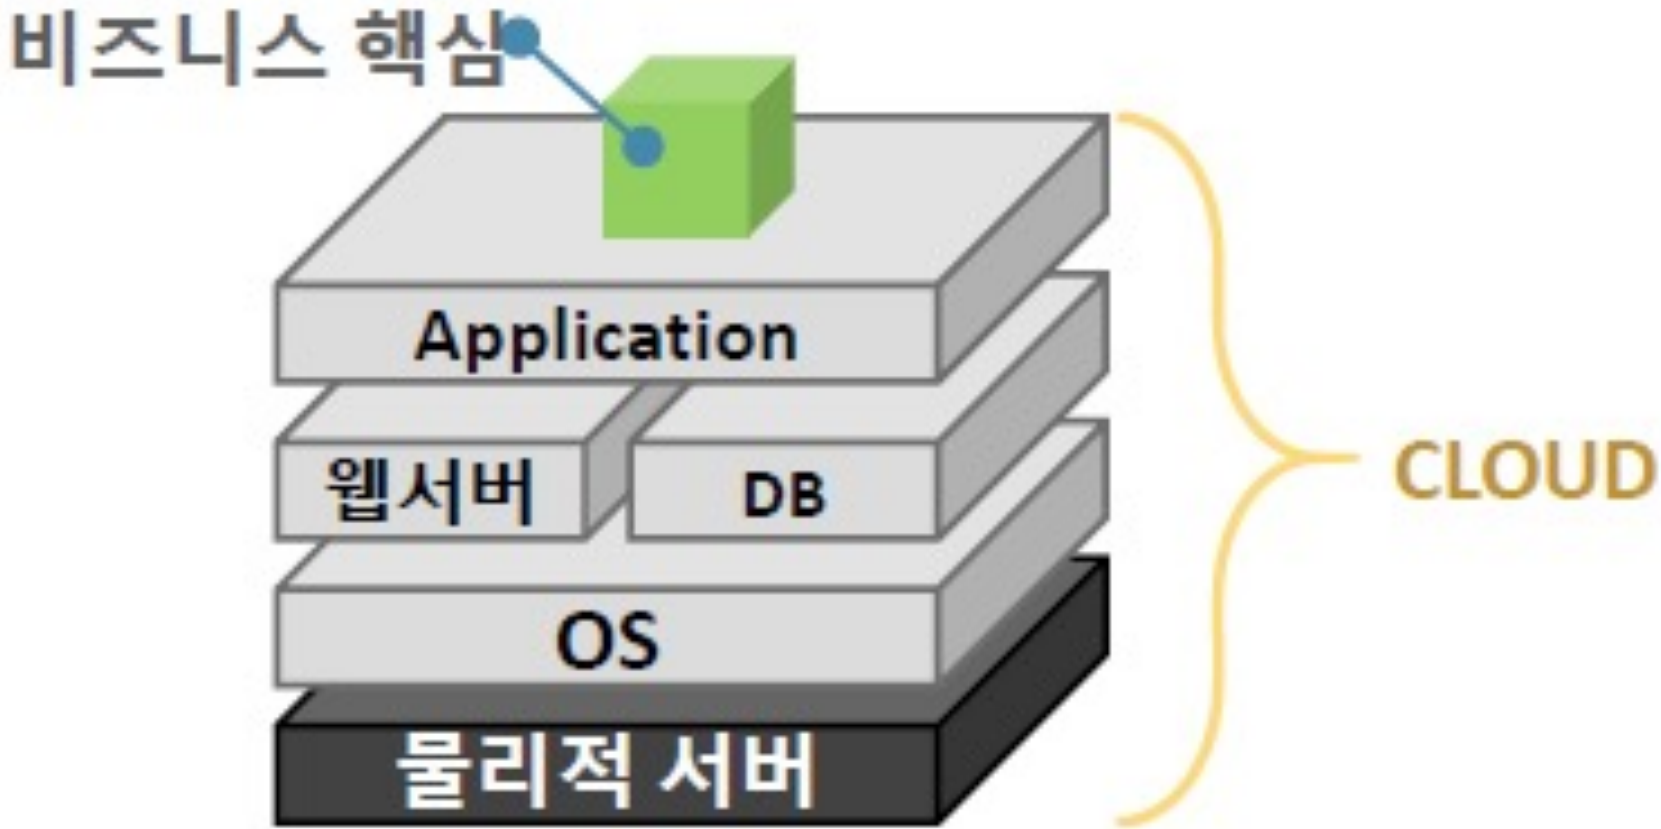 비즈니스 핵심
Application
웹서버
DB
CLOUD
OS
물리적 서버